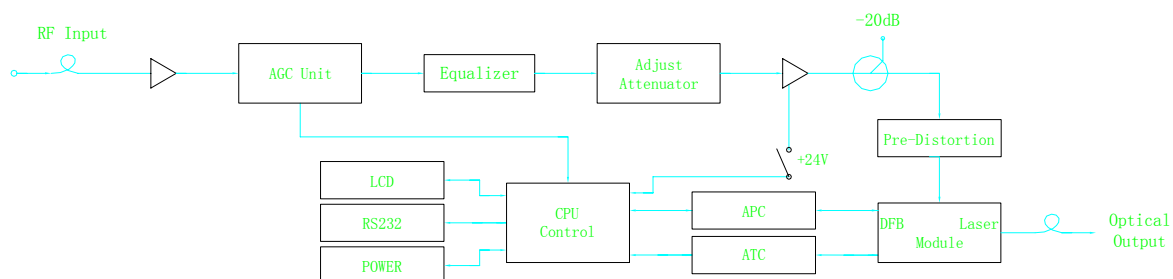 -20dB
RF Input
AGC Unit
Equalizer
Adjust
Attenuator
+24V
Pre-Distortion
LCD
RS232
POWER
CPU
Control
APC
ATC
DFB Laser
Module
Optical
Output